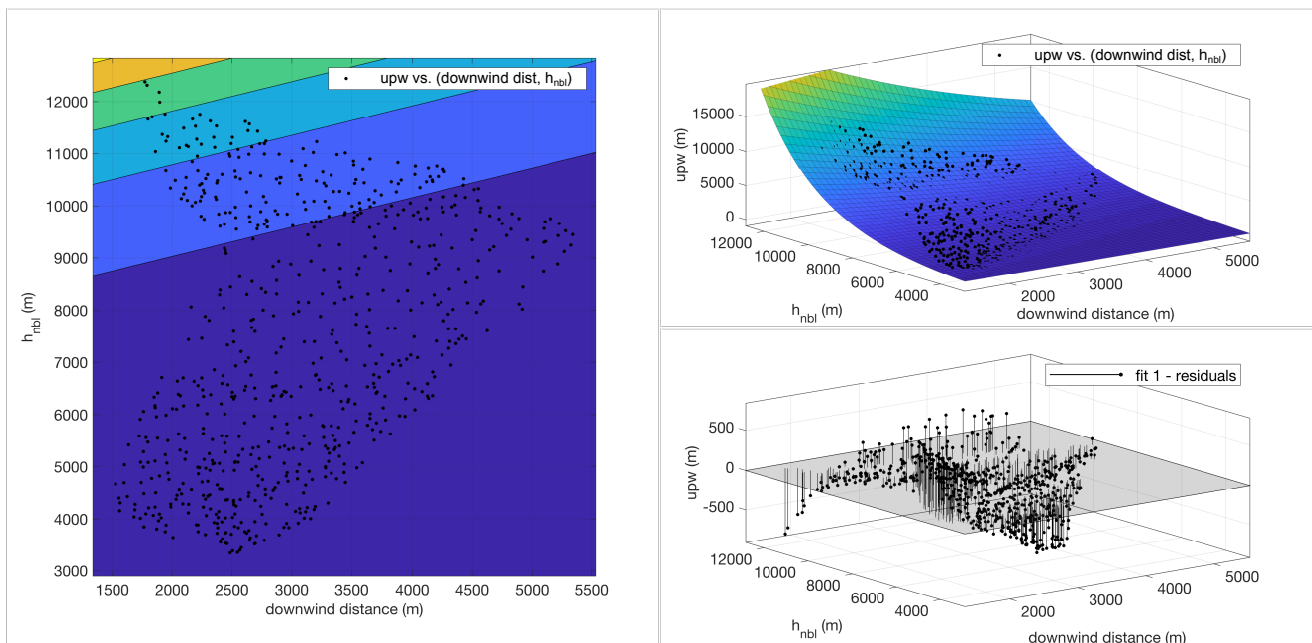 upw vs. (downwind dist, h_nbl)
12000
11000
10000
9000
8000
7000
6000
5000
4000
3000
h_nbl (m)
1500 2000 2500 3000 3500 4000 4500 5000 5500
downwind distance (m)
upw vs. (downwind dist, h_nbl)
15000
10000
5000
0
upw (m)
12000 10000 8000 6000 4000
h_nbl (m)
2000 3000 4000 5000
downwind distance (m)
fit 1 - residuals
500
0
-500
upw (m)
12000 10000 8000 6000 4000
h_nbl (m)
2000 3000 4000 5000
downwind distance (m)